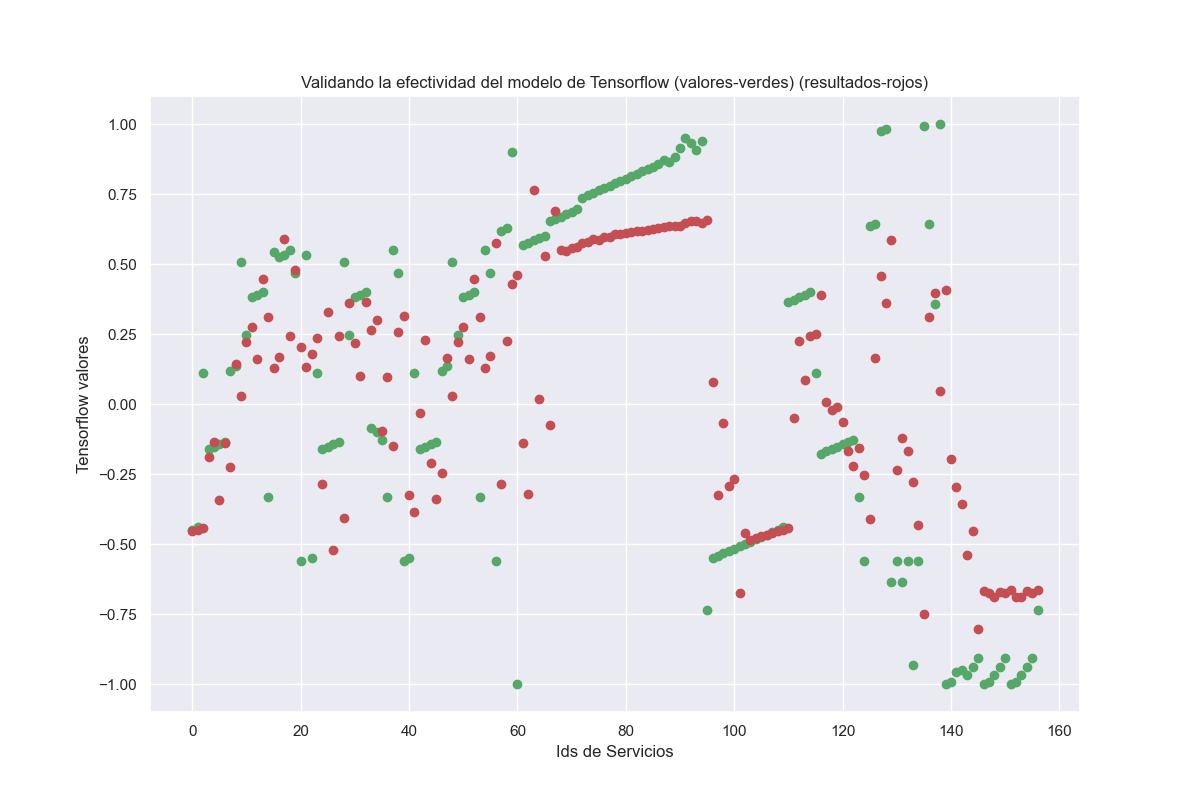 Validando la efectividad del modelo de Tensorflow (valores-verdes) (resultados-rojos)
1.00
0.75
0.50
0.25
0.00
−0.25
−0.50
−0.75
−1.00
Tensorflow valores
0 20 40 60 80 100 120 140 160
Ids de Servicios